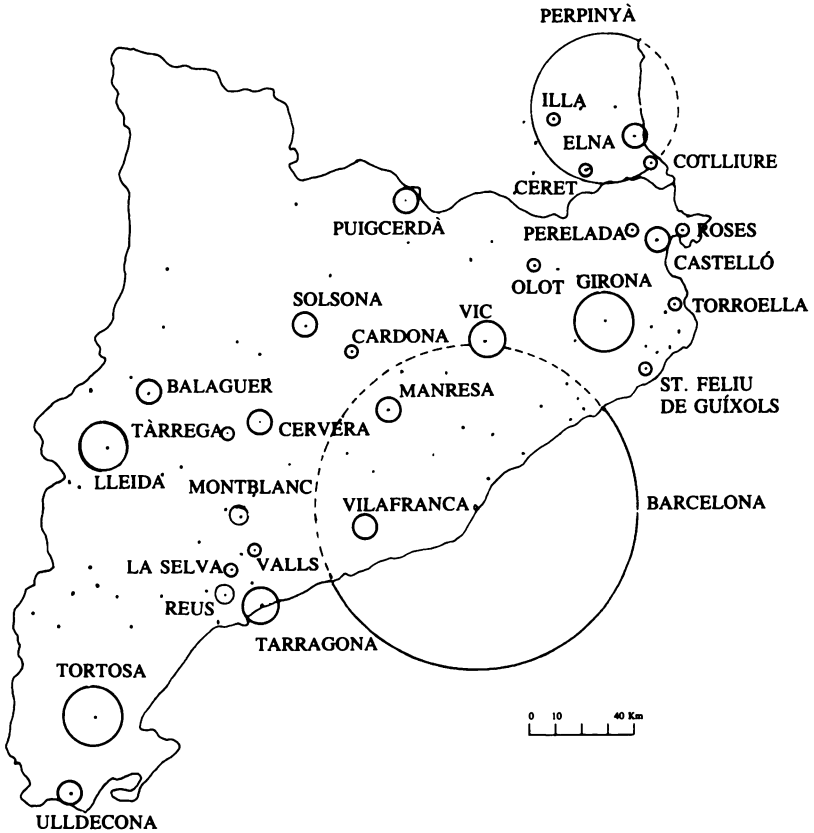 PERPINYÀ
ILLA
ELNA
COTLLIURE
CERET
PUIGCERDÀ
PERELADA
ROSES
CASTELLÓ
OLOT
GIRONA
SOLSONA
VIC
TORROELLA
CARDONA
BALAGUER
MANRESA
ST. FELIU
DE GUÍXOLS
TÀRREGA
CERVERA
LLEIDA
MONTBLANC
VILAFRANCA
BARCELONA
LA SELVA
VALLS
REUS
TARRAGONA
TORTOSA
0 10 40 Km
ULLDECONA